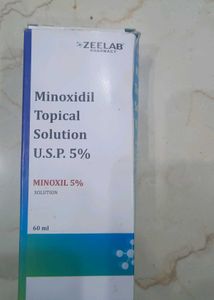 ZEELAB
PHARMACY
Minoxidil
Topical
Solution
U.S.P. 5%
MINOXIL 5%
SOLUTION
60 ml